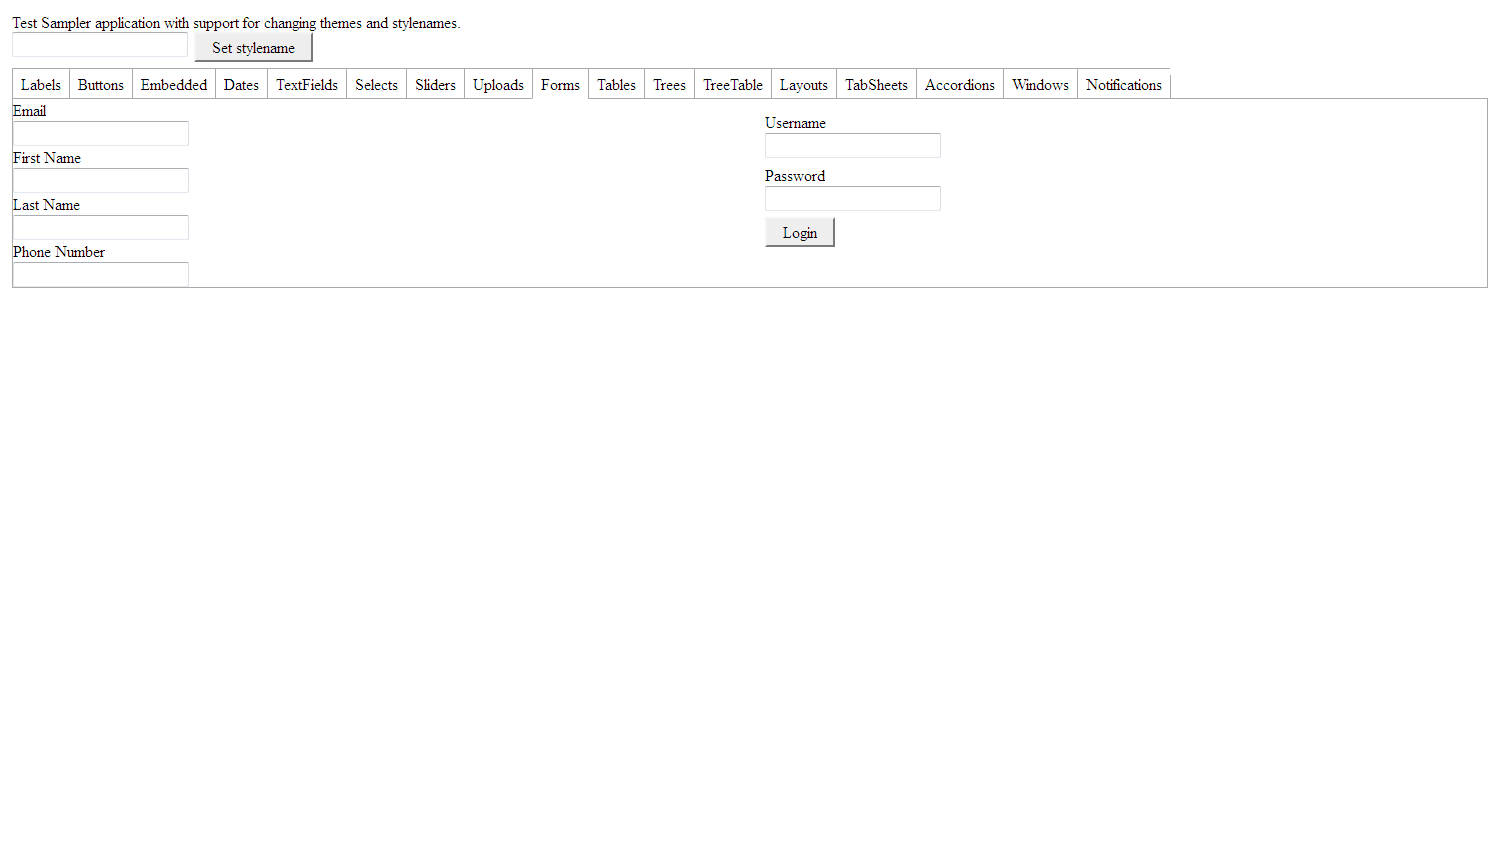 Test Sampler application with support for changing themes and stylenames.
Set stylename
Labels Buttons Embedded Dates TextFields Selects Sliders Uploads Forms Tables Trees TreeTable Layouts TabSheets Accordions Windows Notifications
Email
First Name
Last Name
Phone Number
Username
Password
Login